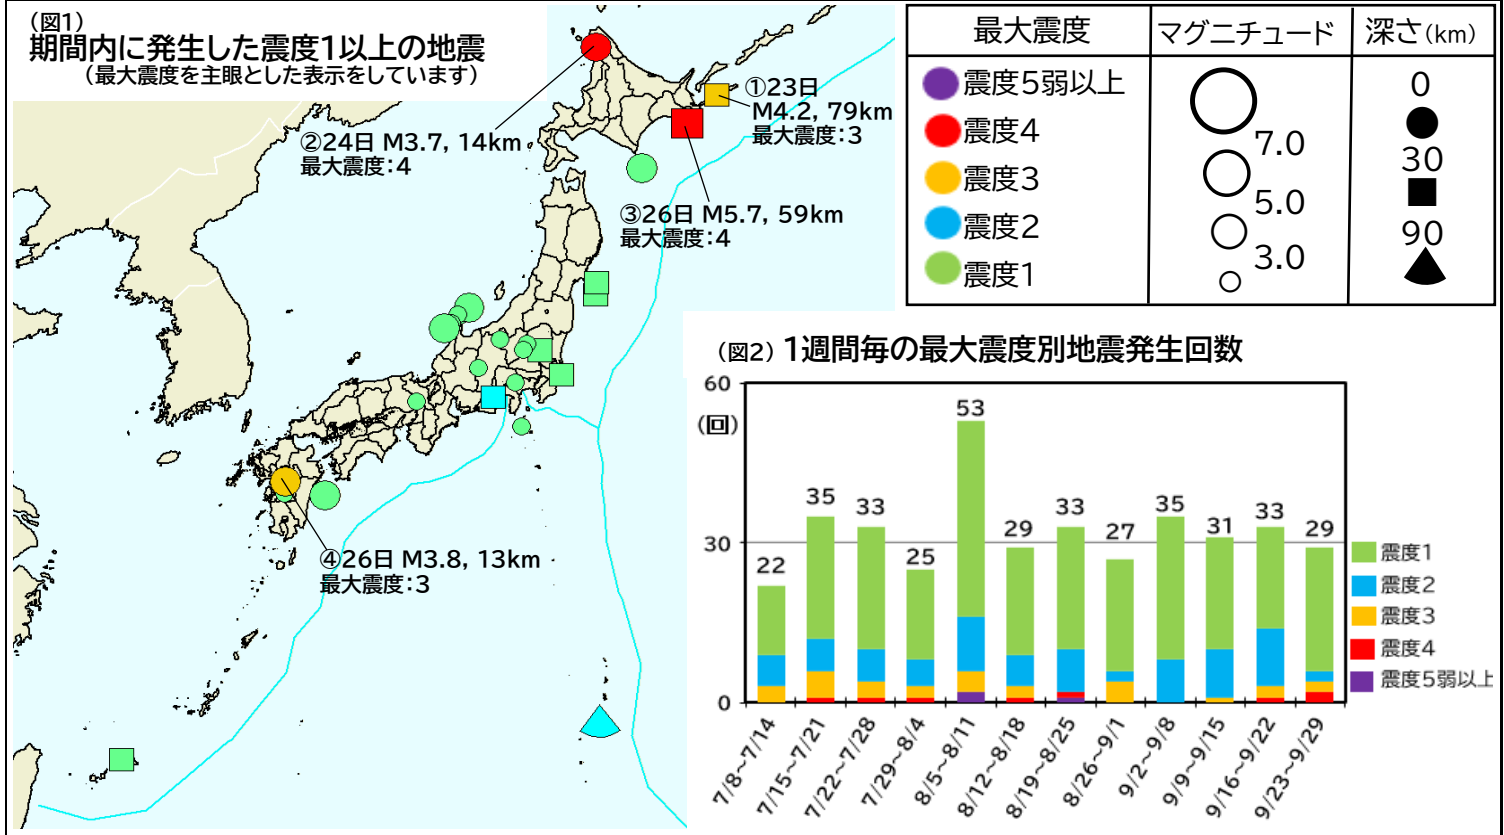 (図1)
期間内に発生した震度1以上の地震
(最大震度を主眼とした表示をしています)
①23日
M4.2, 79km
最大震度:3
②24日 M3.7, 14km
最大震度:4
③26日 M5.7, 59km
最大震度:4
④26日 M3.8, 13km
最大震度:3
最大震度
震度5弱以上
震度4
震度3
震度2
震度1
マグニチュード
7.0
5.0
3.0
深さ(km)
0
30
90
(図2) 1週間毎の最大震度別地震発生回数
60
(回)
30
0
22
35
33
25
53
29
33
27
35
31
33
29
7/8~7/14
7/15~7/21
7/22~7/28
7/29~8/4
8/5~8/11
8/12~8/18
8/19~8/25
8/26~9/1
9/2~9/8
9/9~9/15
9/16~9/22
9/23~9/29
震度1
震度2
震度3
震度4
震度5弱以上